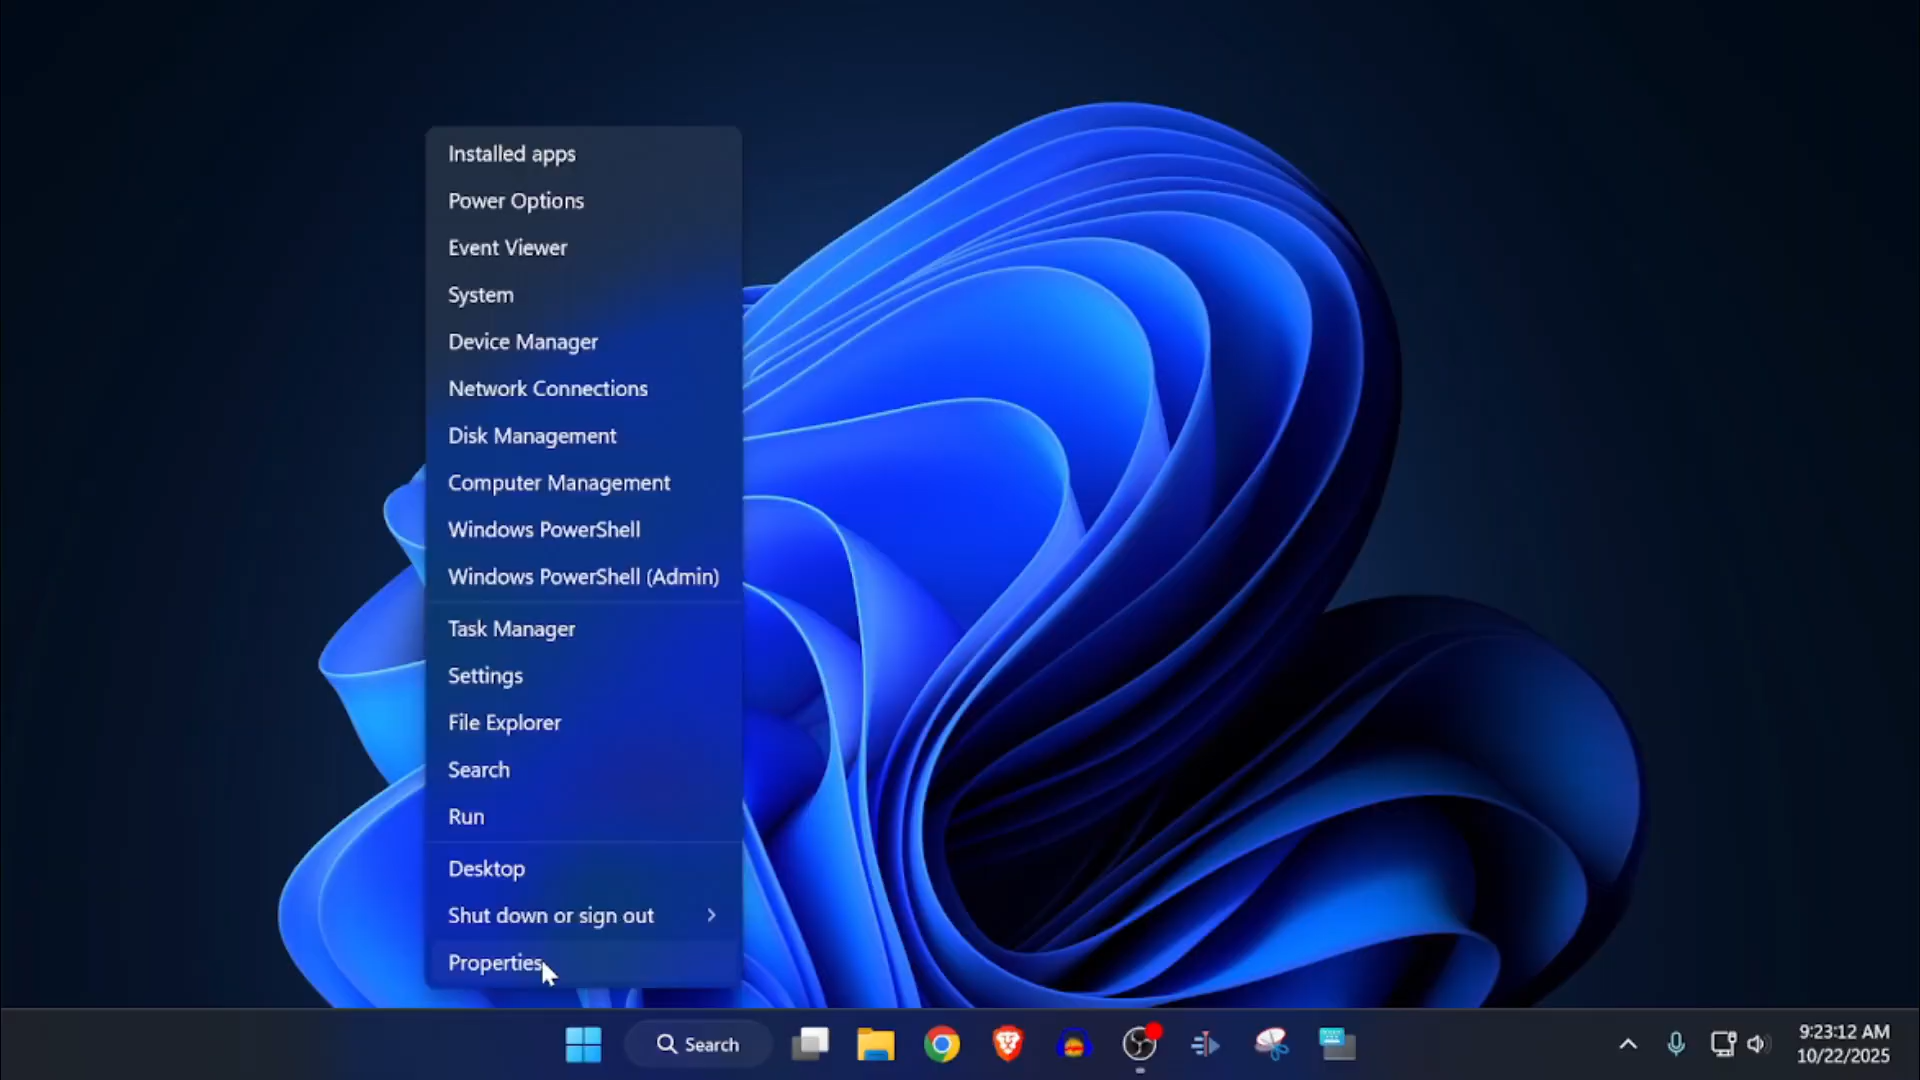 Installed apps
Power Options
Event Viewer
System
Device Manager
Network Connections
Disk Management
Computer Management
Windows PowerShell
Windows PowerShell (Admin)
Task Manager
Settings
File Explorer
Search
Run
Desktop
Shut down or sign out
Properties
Search
9:23:12 AM
10/22/2025